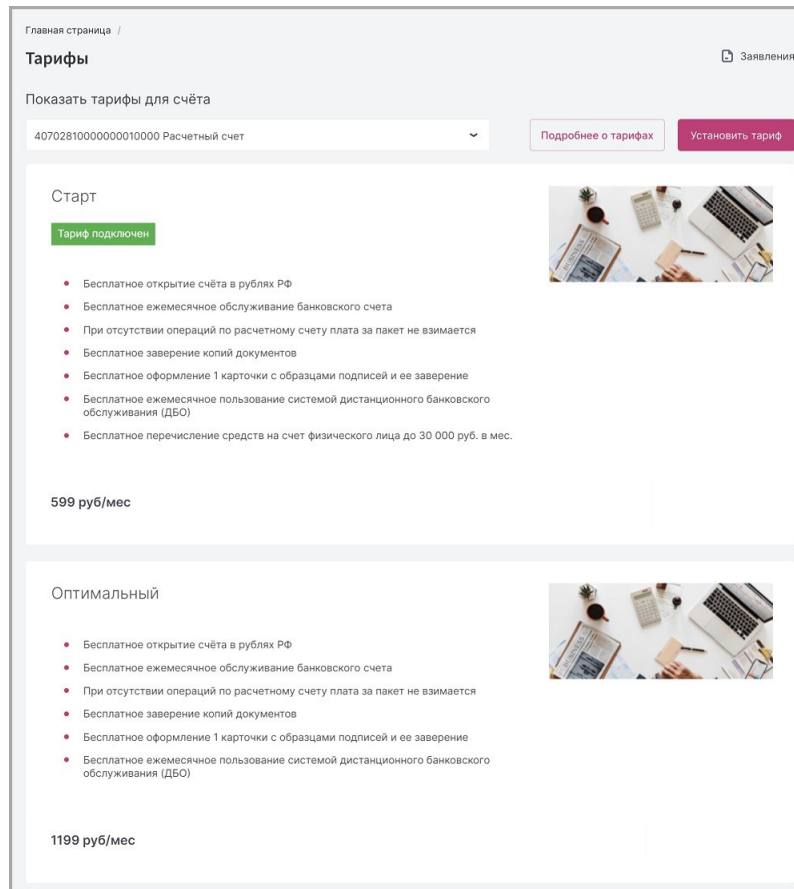 Главная страница /
Тарифы
Заявления
Показать тарифы для счёта
40702810000000010000 Расчетный счет
Подробнее о тарифах
Установить тариф
Старт
Тариф подключен
Бесплатное открытие счёта в рублях РФ
Бесплатное ежемесячное обслуживание банковского счета
При отсутствии операций по расчетному счету плата за пакет не взимается
Бесплатное заверение копий документов
Бесплатное оформление 1 карточки с образцами подписей и ее заверение
Бесплатное ежемесячное пользование системой дистанционного банковского
обслуживания (ДБО)
Бесплатное перечисление средств на счет физического лица до 30 000 руб. в мес.
599 руб/мес
Оптимальный
Бесплатное открытие счёта в рублях РФ
Бесплатное ежемесячное обслуживание банковского счета
При отсутствии операций по расчетному счету плата за пакет не взимается
Бесплатное заверение копий документов
Бесплатное оформление 1 карточки с образцами подписей и ее заверение
Бесплатное ежемесячное пользование системой дистанционного банковского
обслуживания (ДБО)
1199 руб/мес
BUSINESS